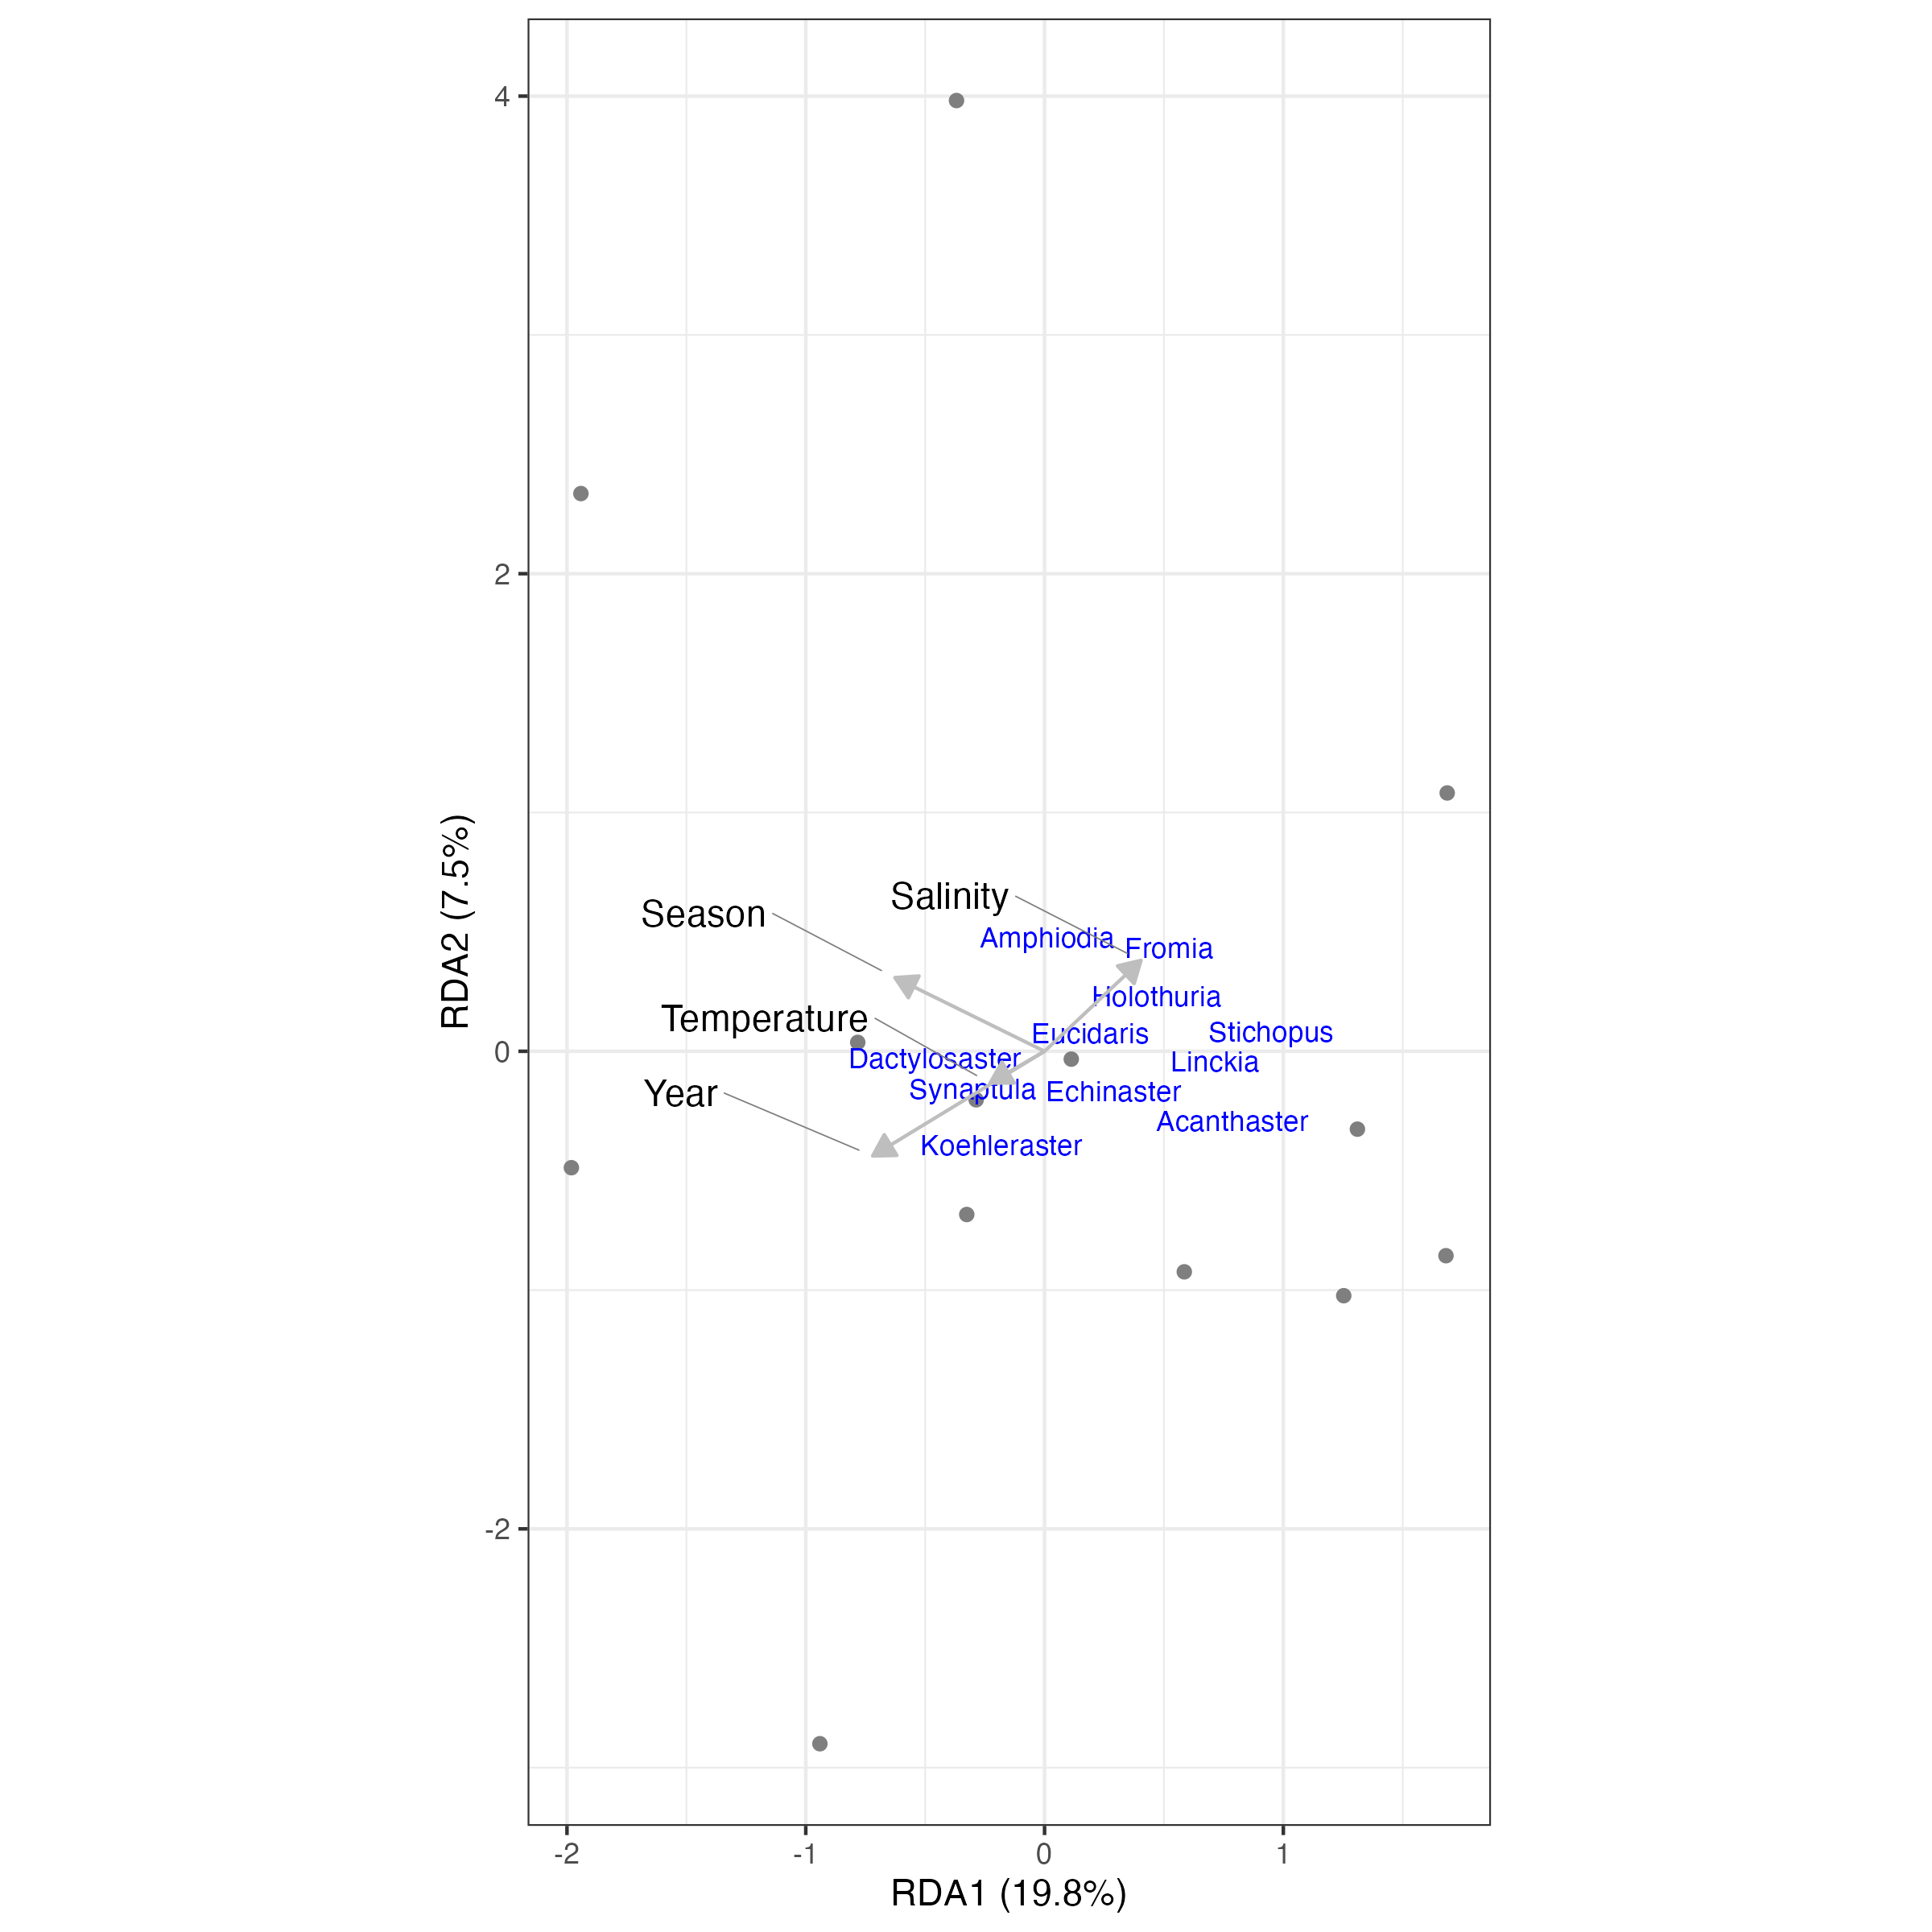 4
2
0
-2
RDA2 (7.5%)
Salinity
Season
Amphiodia
Fromia
Holothuria
Temperature
Eucidaris
Stichopus
Dactylosaster
Linckia
Synaptula
Echinaster
Year
Acanthaster
Koehleraster
-2
-1
0
1
RDA1 (19.8%)